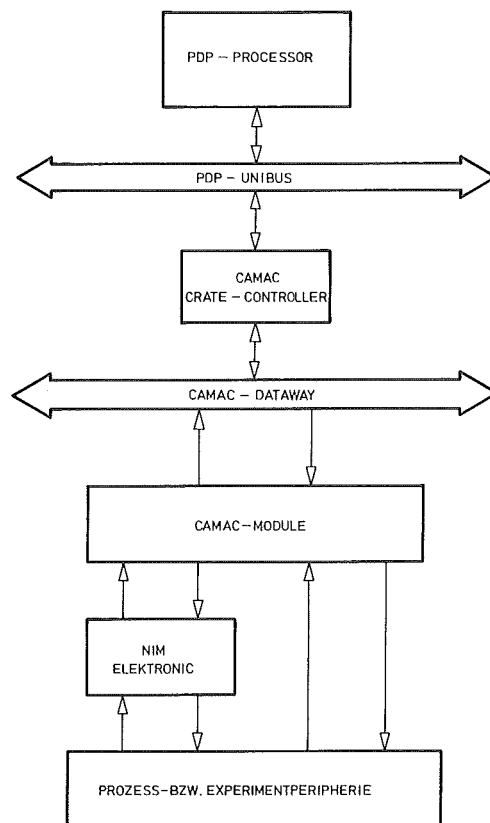 PDP – PROCESSOR
PDP – UNIBUS
CAMAC
CRATE – CONTROLLER
CAMAC – DATAWAY
CAMAC–MODULE
NIM
ELEKTRONIC
PROZESS–BZW. EXPERIMENTPERIPHERIE